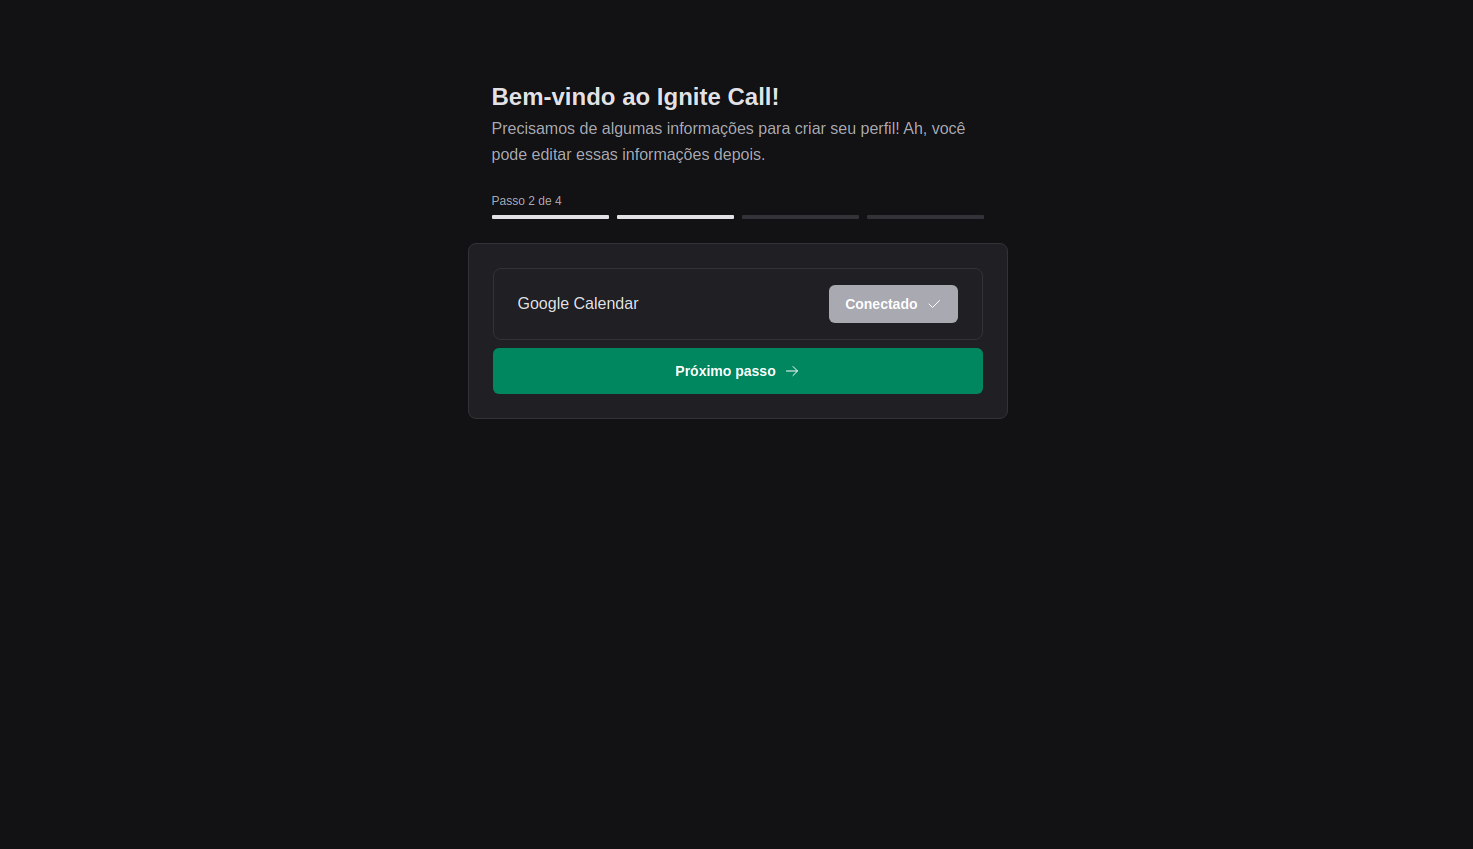 Bem-vindo ao Ignite Call!
Precisamos de algumas informações para criar seu perfil! Ah, você
pode editar essas informações depois.
Passo 2 de 4
Google Calendar
Conectado
Próximo passo